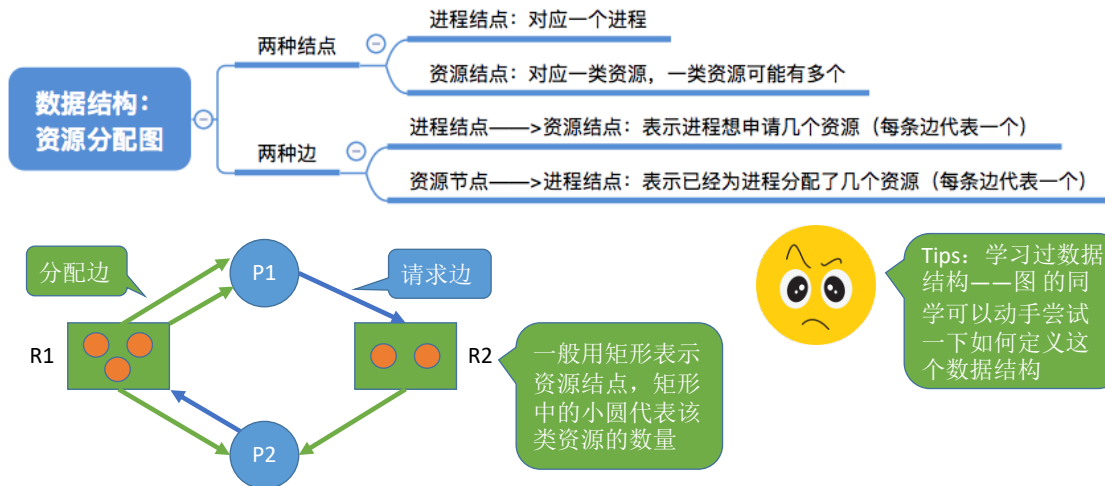 数据结构：
资源分配图
两种结点
进程结点：对应一个进程
资源结点：对应一类资源，一类资源可能有多个
两种边
进程结点——>资源结点：表示进程想申请几个资源（每条边代表一个）
资源节点——>进程结点：表示已经为进程分配了几个资源（每条边代表一个）
分配边
P1
请求边
R1
R2
P2
一般用矩形表示
资源结点，矩形
中的小圆代表该
类资源的数量
Tips：学习过数据
结构——图 的同
学可以动手尝试
一下如何定义这
个数据结构